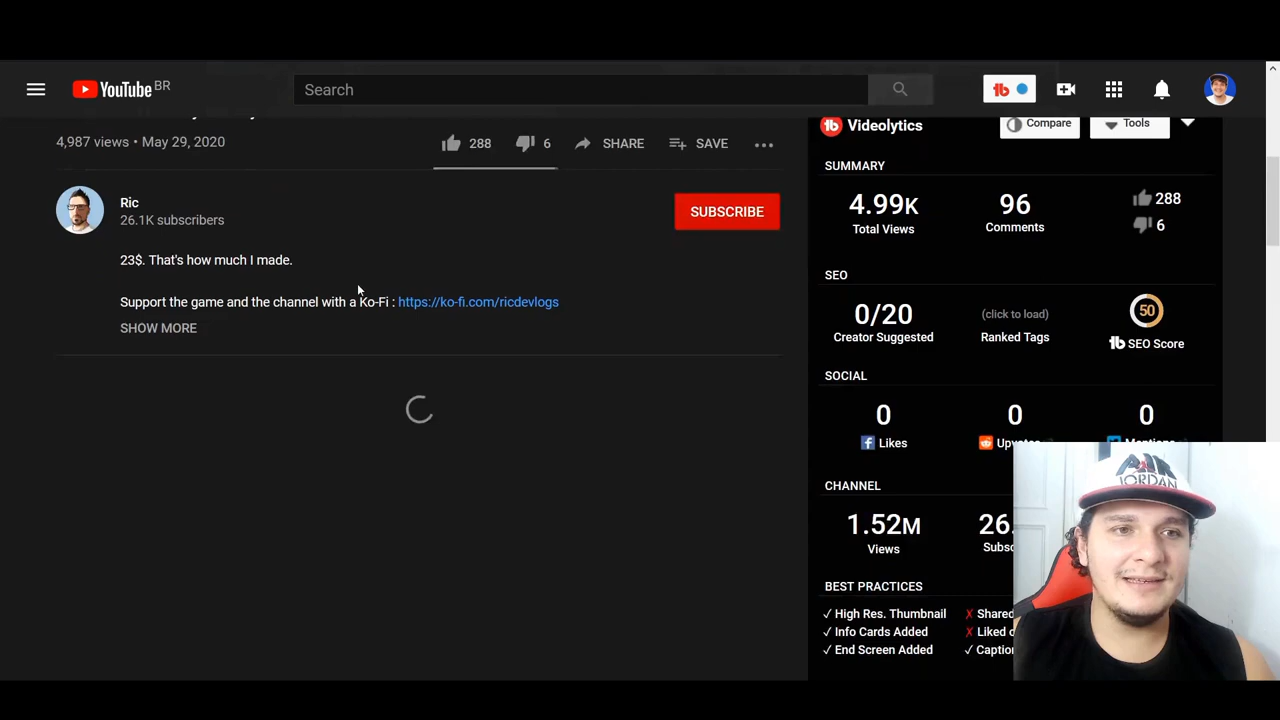 YouTube BR
Search
4,987 views • May 29, 2020
288
6
SHARE
SAVE
Ric
26.1K subscribers
SUBSCRIBE
23$. That's how much I made.
Support the game and the channel with a Ko-Fi : https://ko-fi.com/ricdevlogs
SHOW MORE
tb
Videolytics
Compare
Tools
SUMMARY
4.99K
Total Views
96
Comments
288
6
SEO
0/20
Creator Suggested
(click to load)
Ranked Tags
50
SEO Score
SOCIAL
0
Likes
0
0
CHANNEL
1.52M
Views
BEST PRACTICES
✓ High Res. Thumbnail
✓ Info Cards Added
✓ End Screen Added
AIR
JORDAN